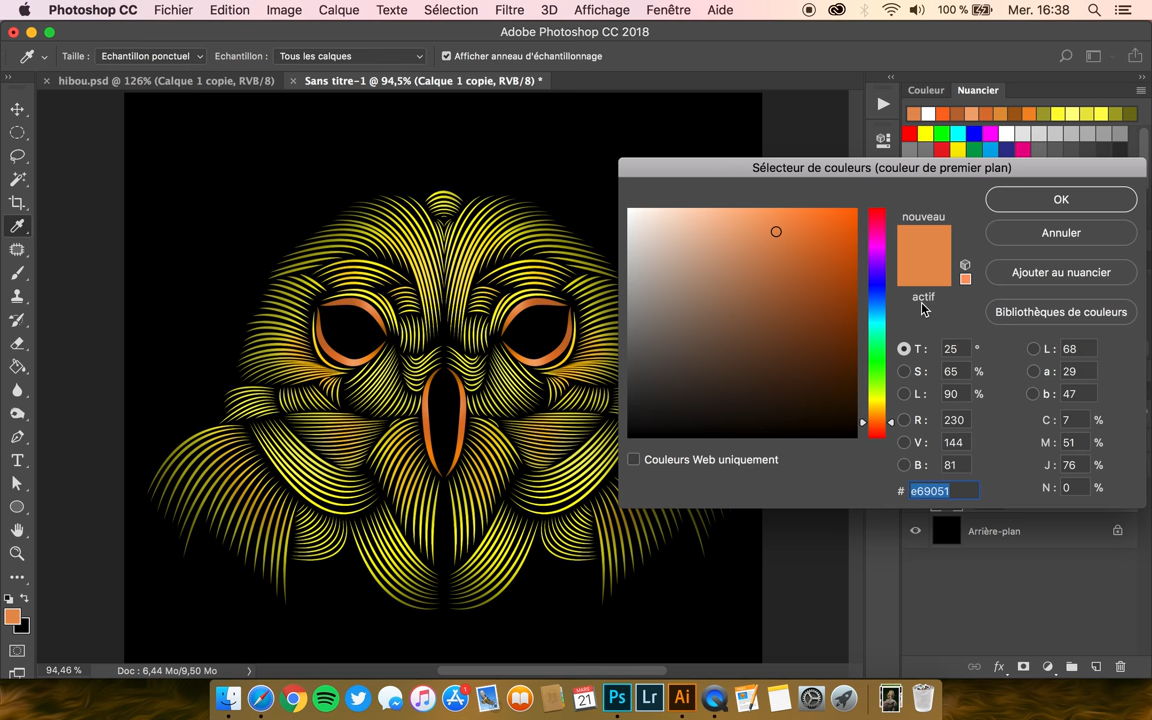 Photoshop CC Fichier Edition Image Calque Texte Sélection Filtre 3D Affichage Fenêtre Aide 100 % Mer. 16:38
Adobe Photoshop CC 2018
Taille : Echantillon ponctuel Echantillon : Tous les calques Afficher anneau d'échantillonnage
hibou.psd @ 126% (Calque 1 copie, RVB/8) Sans titre-1 @ 94,5% (Calque 1 copie, RVB/8) *
Couleur Nuancier
Sélecteur de couleurs (couleur de premier plan)
nouveau
OK
Annuler
Ajouter au nuancier
actif
Bibliothèques de couleurs
T : 25 ° L : 68
S : 65 % a : 29
L : 90 % b : 47
R : 230 C : 7 %
V : 144 M : 51 %
B : 81 J : 76 %
Couleurs Web uniquement
# e69051 N : 0 %
Arrière-plan
94,46 % Doc : 6,44 Mo/9,50 Mo
fx
1
MARS
21
Ps Lr Ai